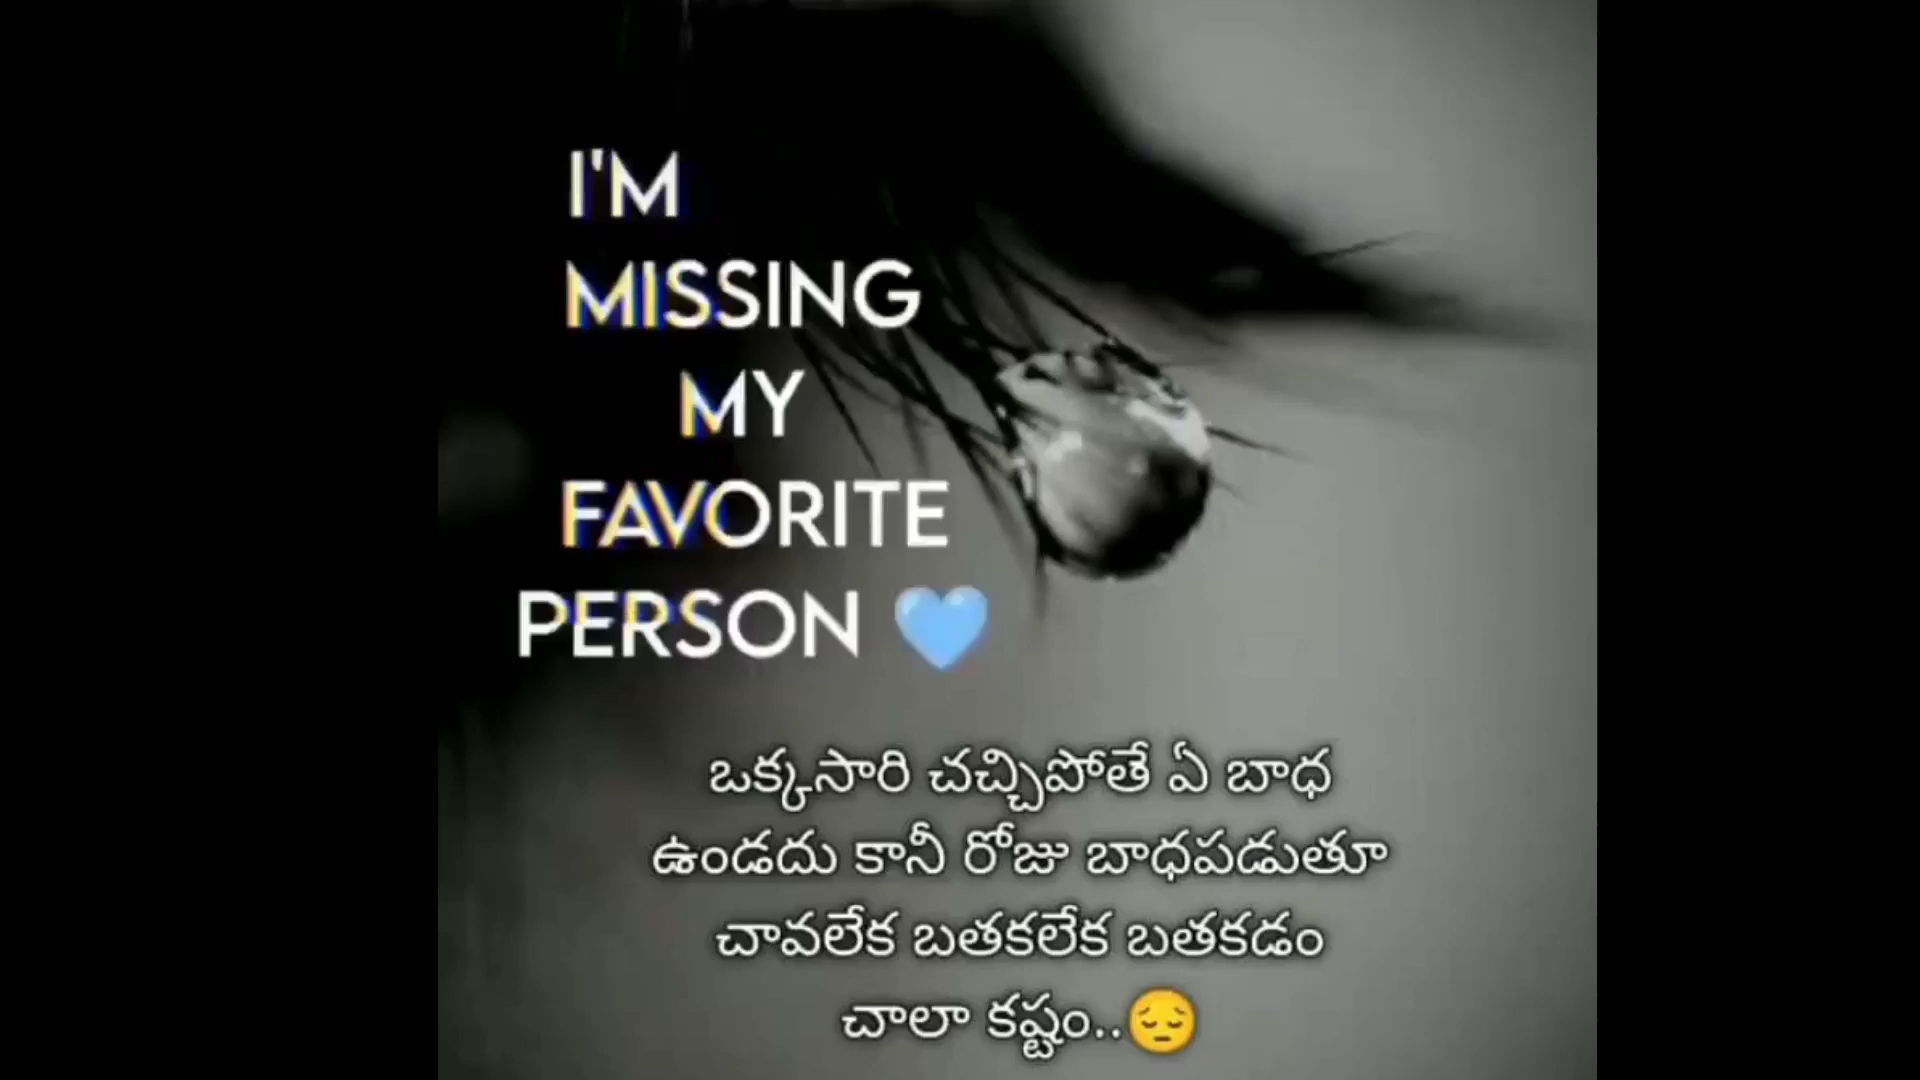 I'M
MISSING
MY
FAVORITE
PERSON 🩵
ఒక్కసారి చచ్చిపోతే ఏ బాధ
ఉండదు కానీ రోజు బాధపడుతూ
చావలేక బతకలేక బతకడం
చాలా కష్టం..😔